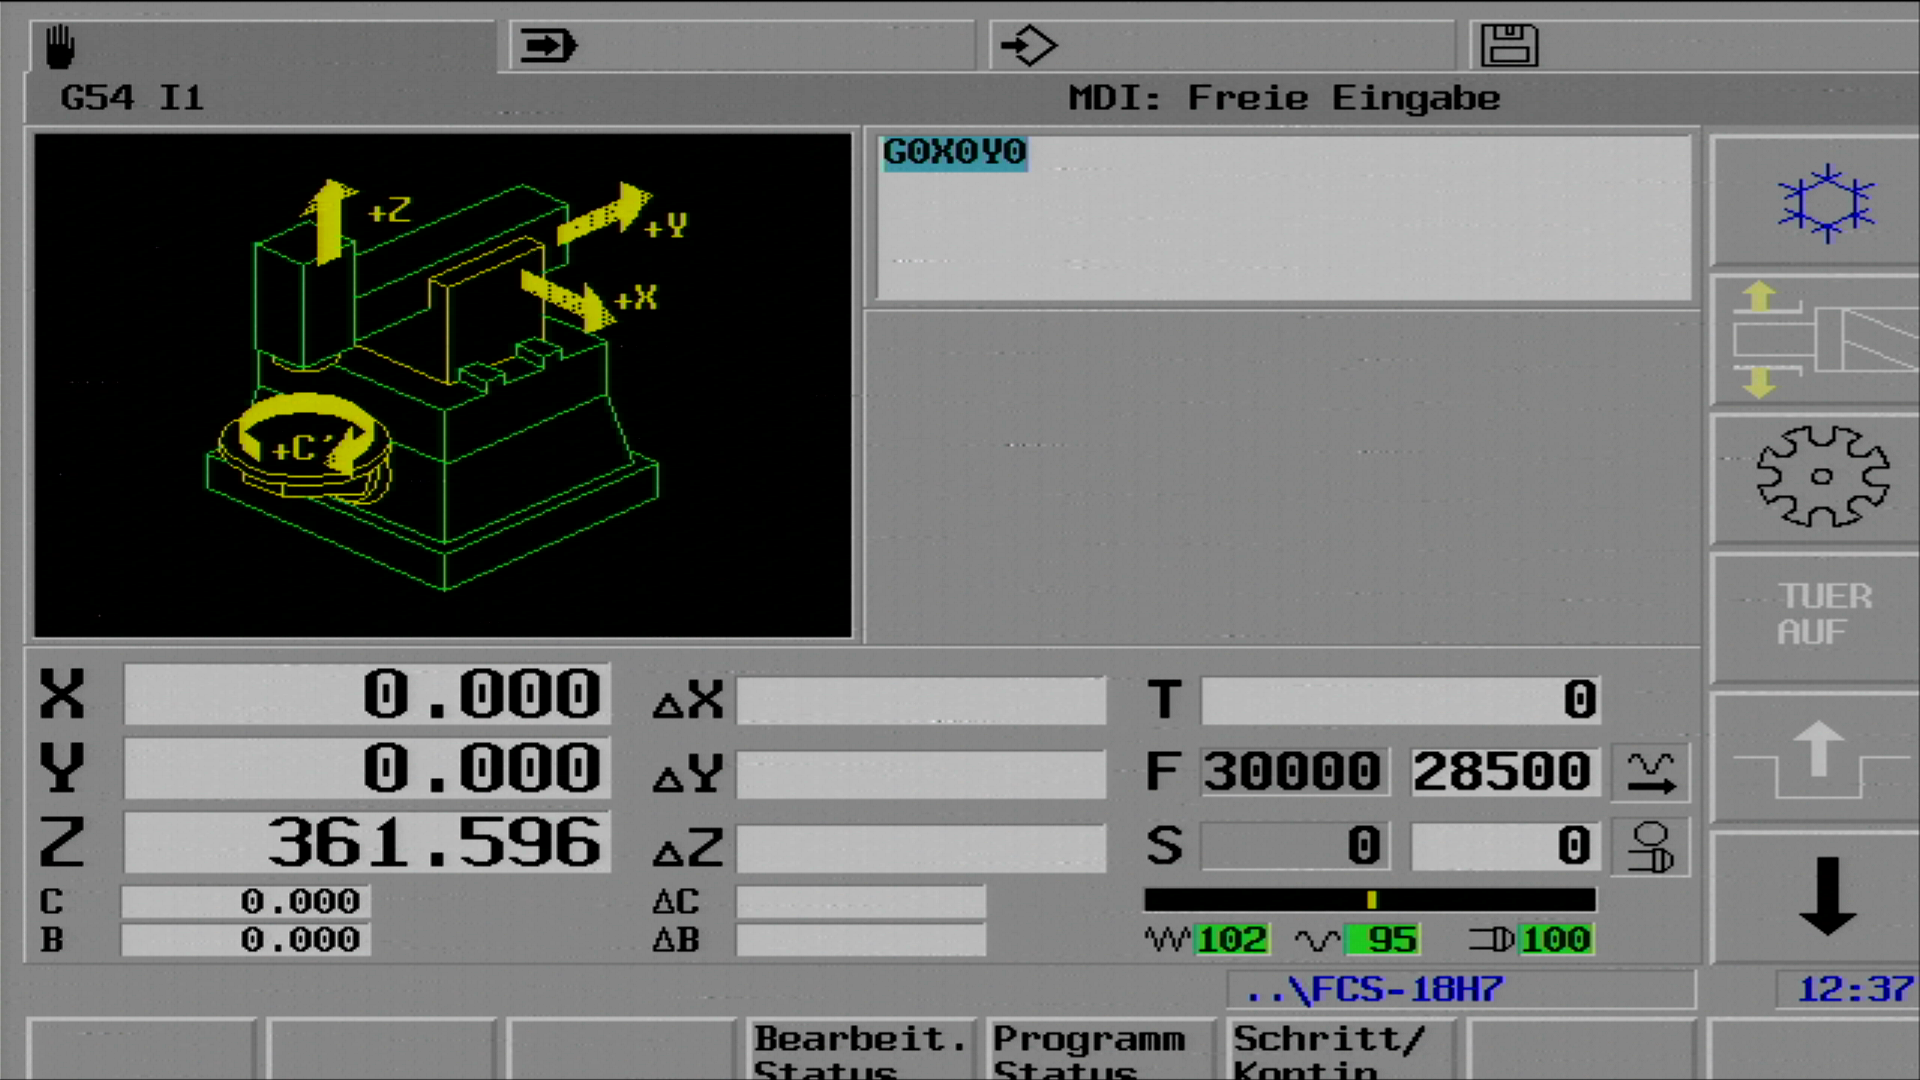 G54 I1
MDI: Freie Eingabe
G0X0Y0
+Z
+Y
+X
+C'
TUER
AUF
X 0.000 ΔX T 0
Y 0.000 ΔY F 30000 28500
Z 361.596 ΔZ S 0 0
C 0.000 ΔC
B 0.000 ΔB 102 95 100
..\FCS-18H7 12:37
Bearbeit. Programm Schritt/
Status Status Kontin